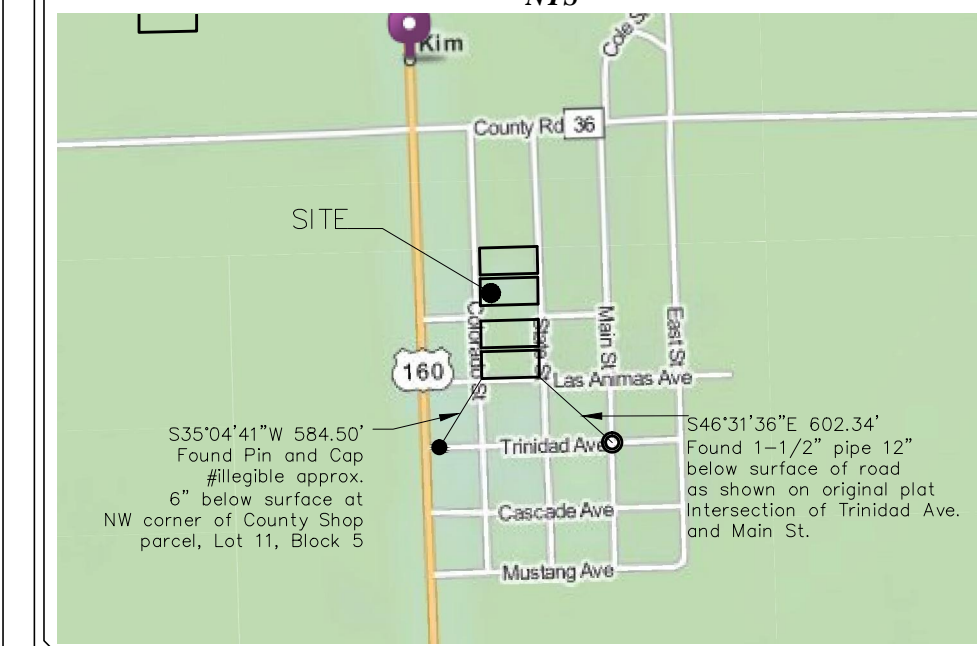 NTS
Kim
Cole St
County Rd 36
SITE
Colorado St
State St
Main St
East St
160
Las Animas Ave
S35°04'41"W 584.50'
Found Pin and Cap
#illegible approx.
6" below surface at
NW corner of County Shop
parcel, Lot 11, Block 5
Trinidad Ave
S46°31'36"E 602.34'
Found 1-1/2" pipe 12"
below surface of road
as shown on original plat
Intersection of Trinidad Ave.
and Main St.
Cascade Ave
Mustang Ave